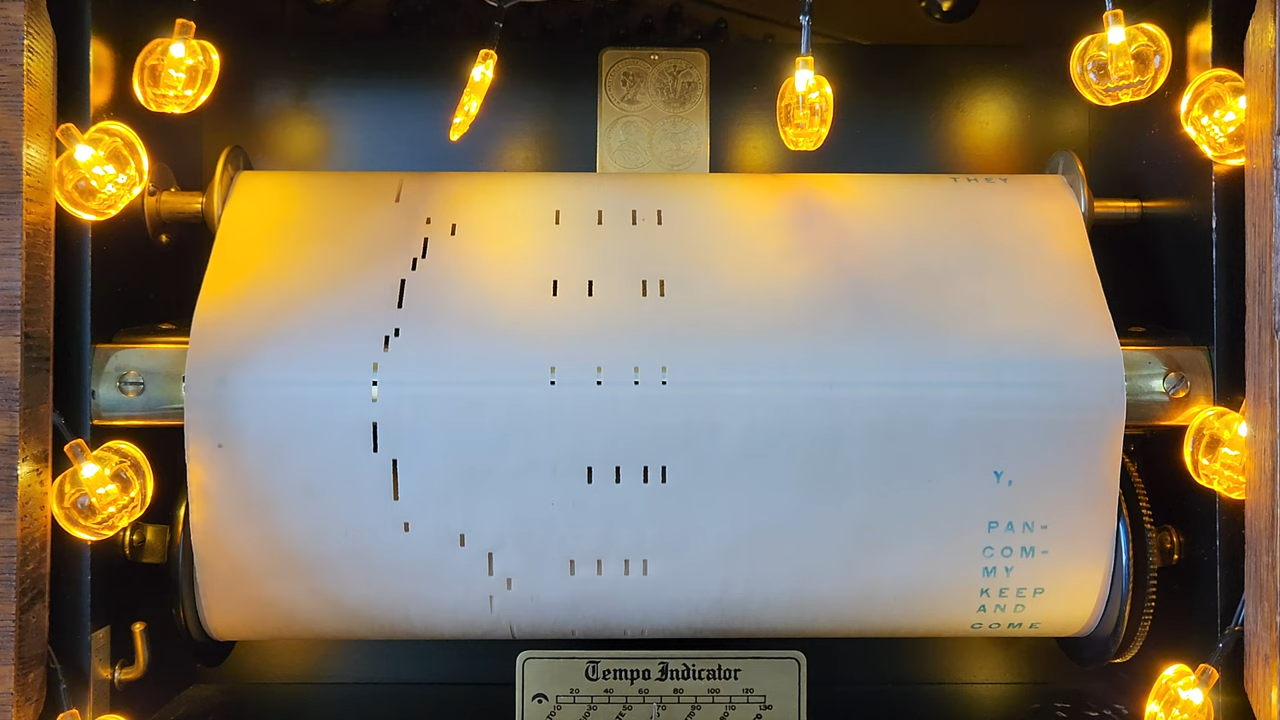 THEY
Y,
PAN-
COM-
MY
KEEP
AND
COME
Tempo Indicator
20 40 60 80 100 120
10 30 50 70 90 110 130